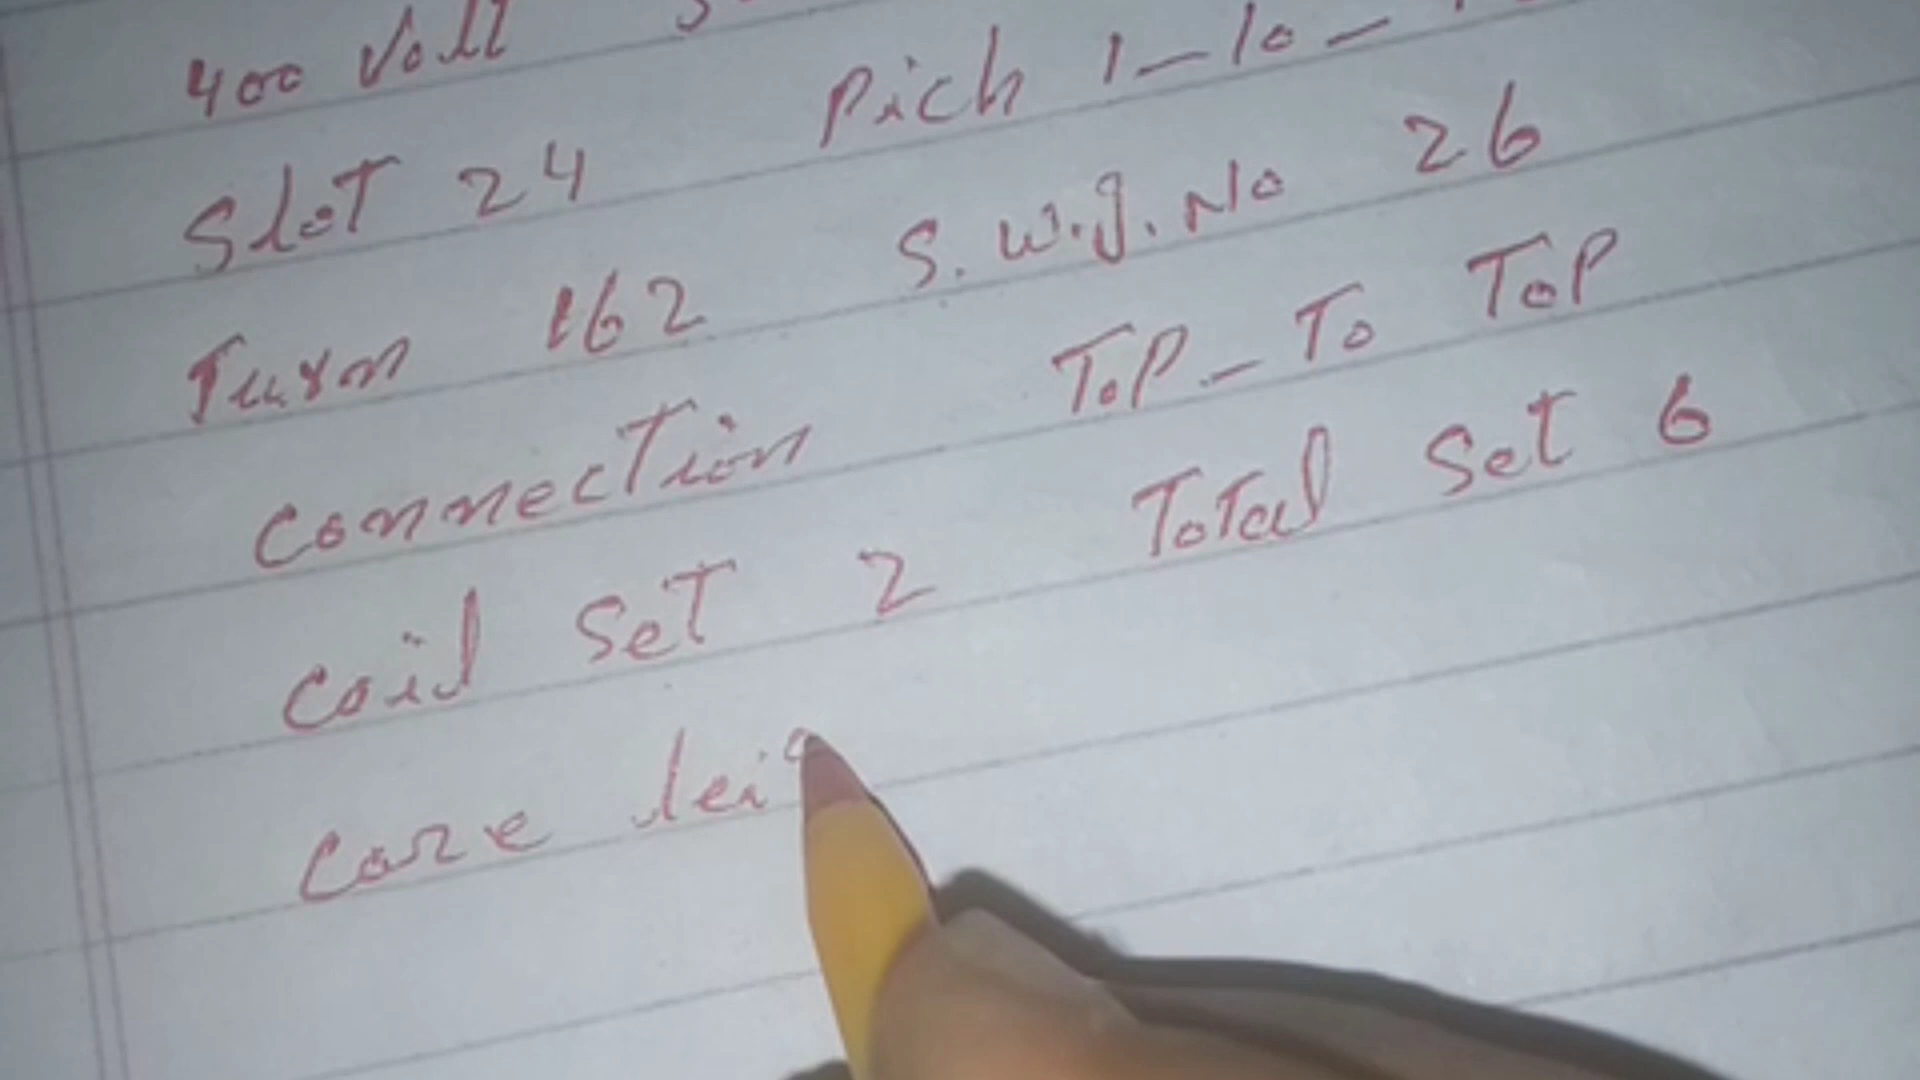 400 Volt
Pich 1-10-
Slot 24
S.W.g.No 26
Turn 162
Connection Top-To Top
Coil Set 2 Total Set 6
Core